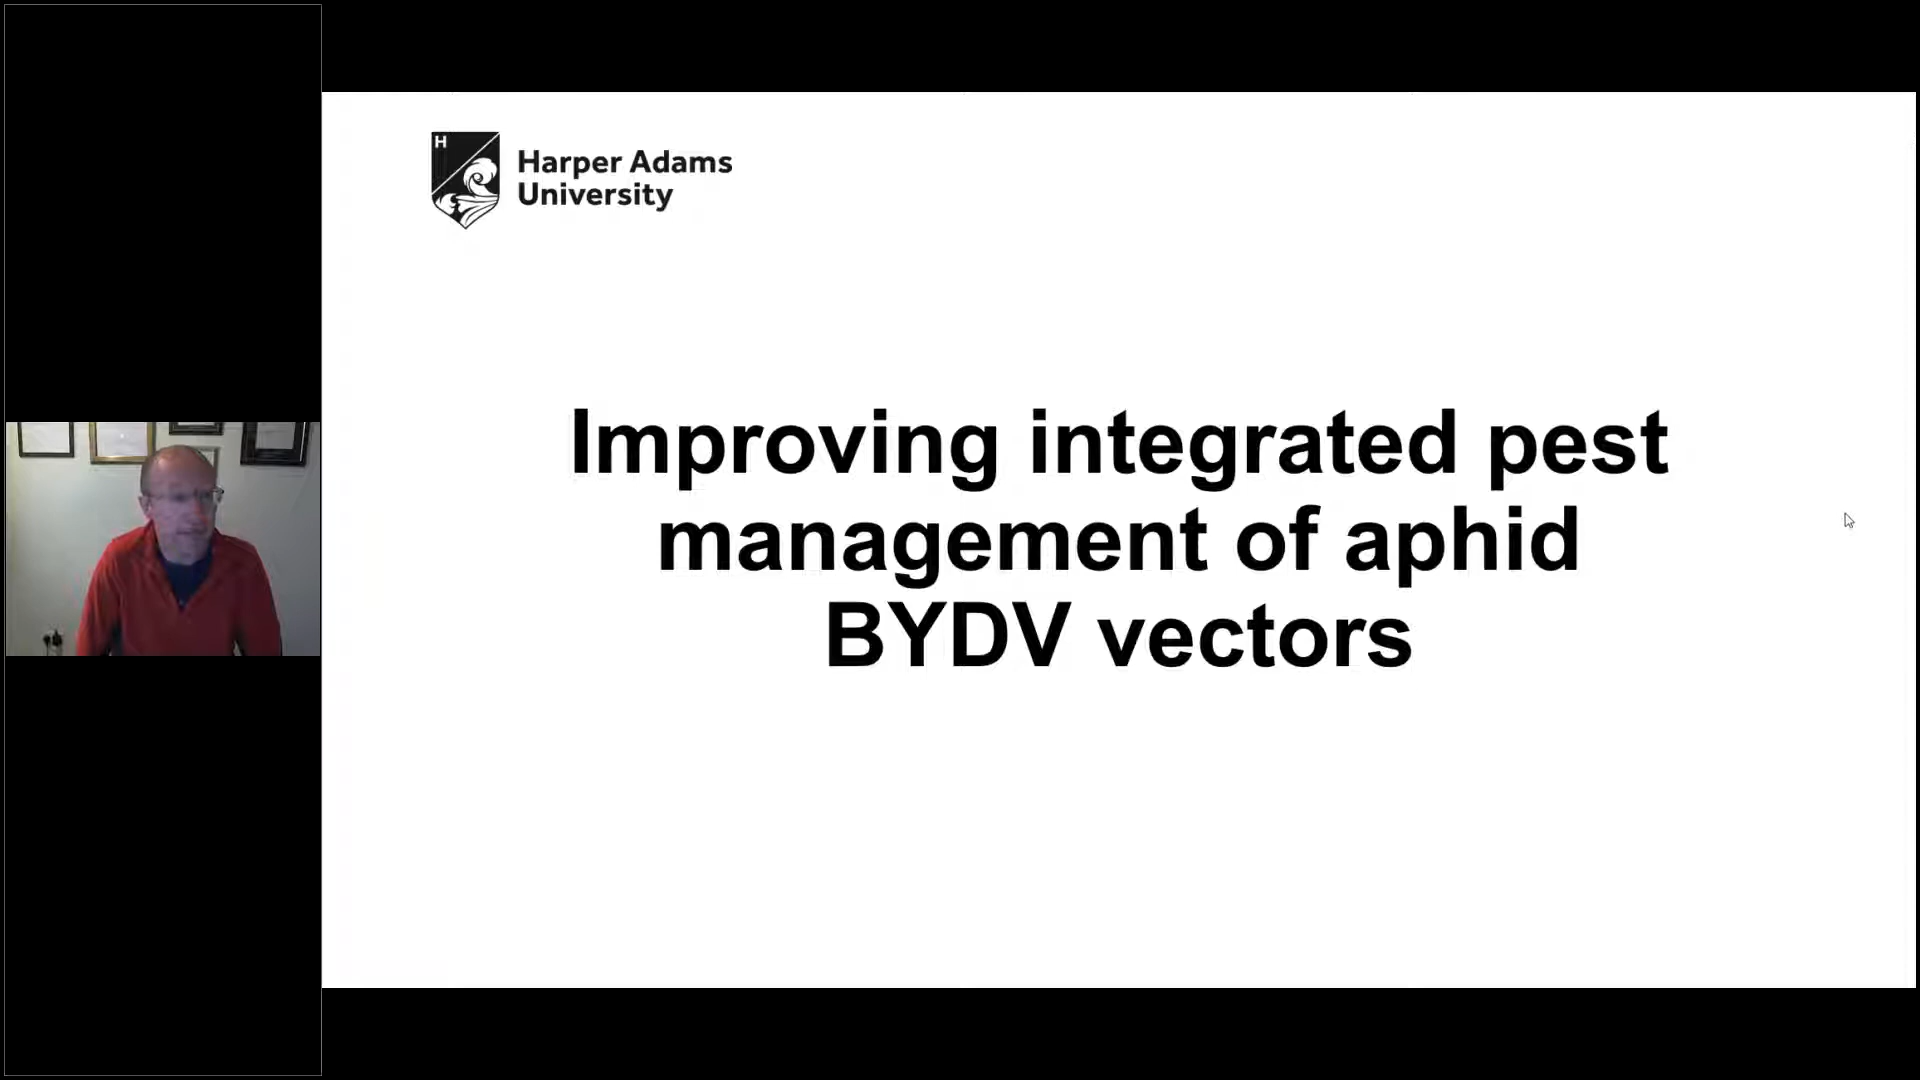 H
Harper Adams
University
Improving integrated pest
management of aphid
BYDV vectors